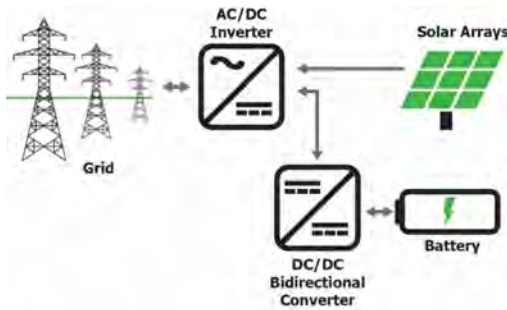 AC/DC
Inverter
Solar Arrays
Grid
Battery
DC/DC
Bidirectional
Converter